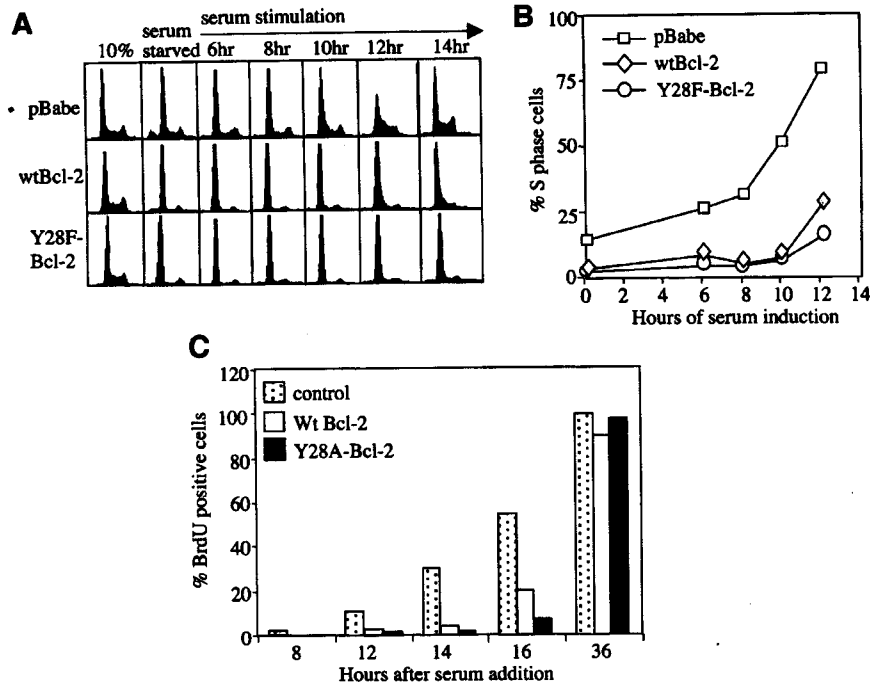 A
serum stimulation
serum
10% starved 6hr 8hr 10hr 12hr 14hr
pBabe
wtBcl-2
Y28F-
Bcl-2
B
100
75
50
25
0
% S phase cells
pBabe
wtBcl-2
Y28F-Bcl-2
0 2 4 6 8 10 12 14
Hours of serum induction
C
120
100
80
60
40
20
0
% BrdU positive cells
control
Wt Bcl-2
Y28A-Bcl-2
8 12 14 16 36
Hours after serum addition